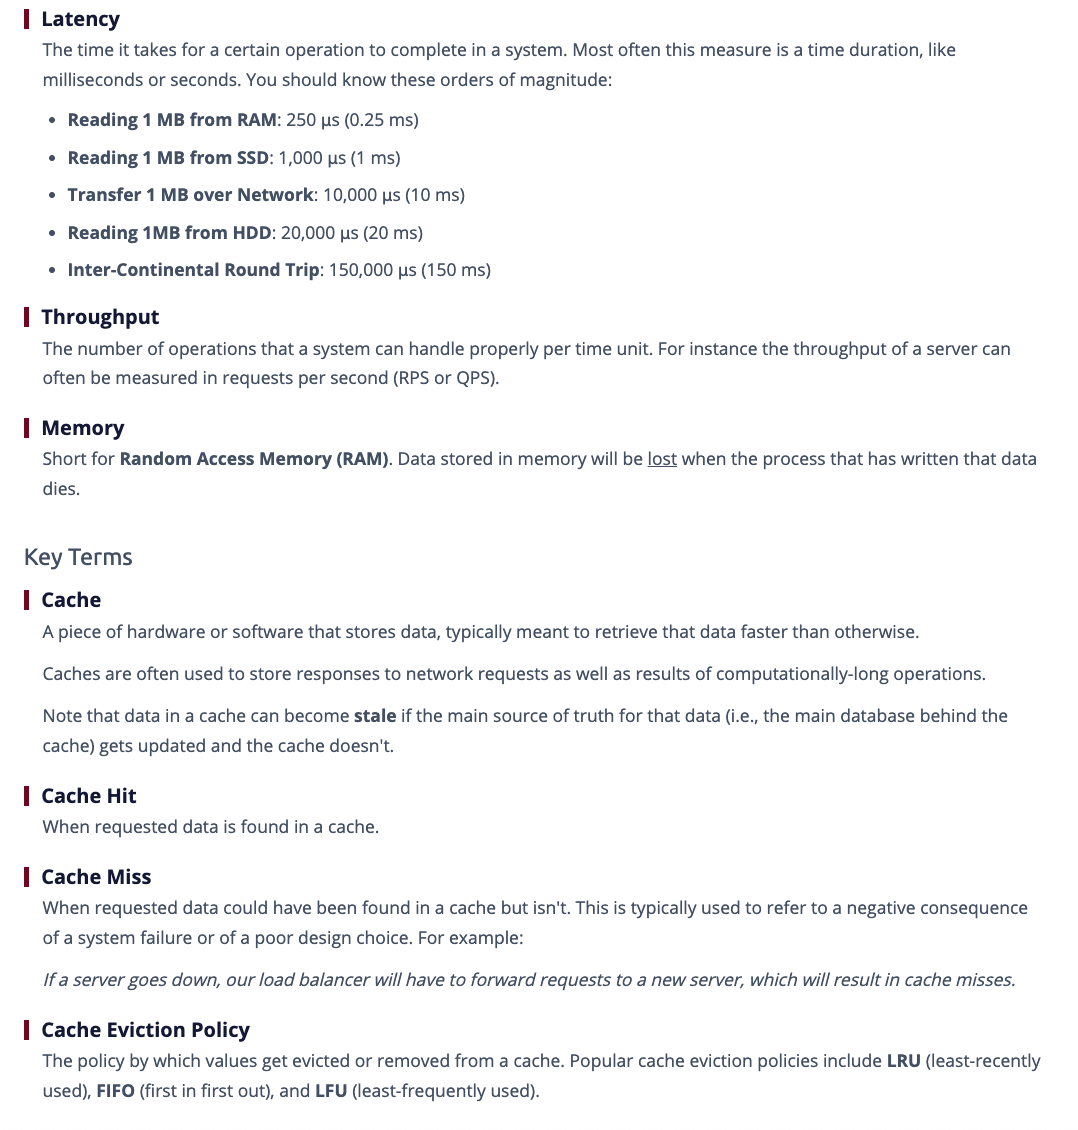 Latency
The time it takes for a certain operation to complete in a system. Most often this measure is a time duration, like
milliseconds or seconds. You should know these orders of magnitude:
• Reading 1 MB from RAM: 250 μs (0.25 ms)
• Reading 1 MB from SSD: 1,000 μs (1 ms)
• Transfer 1 MB over Network: 10,000 μs (10 ms)
• Reading 1MB from HDD: 20,000 μs (20 ms)
• Inter-Continental Round Trip: 150,000 μs (150 ms)
Throughput
The number of operations that a system can handle properly per time unit. For instance the throughput of a server can
often be measured in requests per second (RPS or QPS).
Memory
Short for Random Access Memory (RAM). Data stored in memory will be lost when the process that has written that data
dies.
Key Terms
Cache
A piece of hardware or software that stores data, typically meant to retrieve that data faster than otherwise.
Caches are often used to store responses to network requests as well as results of computationally-long operations.
Note that data in a cache can become stale if the main source of truth for that data (i.e., the main database behind the
cache) gets updated and the cache doesn't.
Cache Hit
When requested data is found in a cache.
Cache Miss
When requested data could have been found in a cache but isn't. This is typically used to refer to a negative consequence
of a system failure or of a poor design choice. For example:
If a server goes down, our load balancer will have to forward requests to a new server, which will result in cache misses.
Cache Eviction Policy
The policy by which values get evicted or removed from a cache. Popular cache eviction policies include LRU (least-recently
used), FIFO (first in first out), and LFU (least-frequently used).